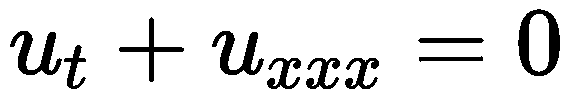 $u_t + u_{xxx} = 0$